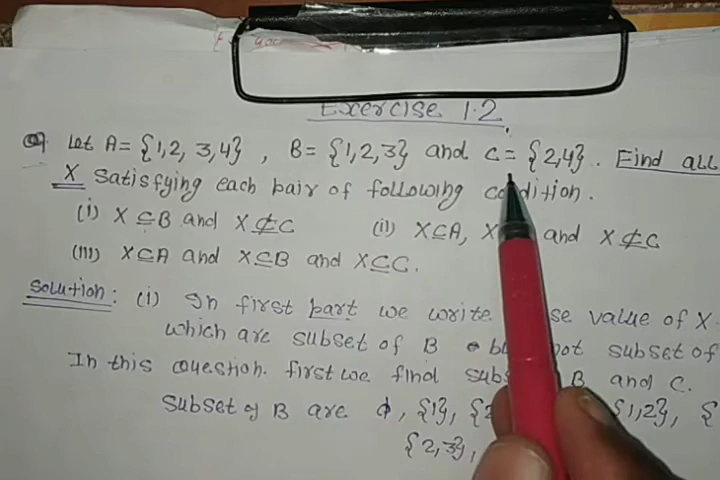 Exercise 1.2
Q. Let A = {1,2, 3,4} , B = {1,2,3} and C = {2,4} . Find all
X satisfying each pair of following condition.
(i) X ⊆ B and X ⊄ C (ii) X ⊆ A, X and X ⊄ C
(iii) X ⊆ A and X ⊆ B and X ⊆ C.
Solution: (i) In first part we write value of X.
which are subset of B not subset of
In this question first we find B and C.
subset of B are ϕ, {1}, {1,2}, {
{2,3},